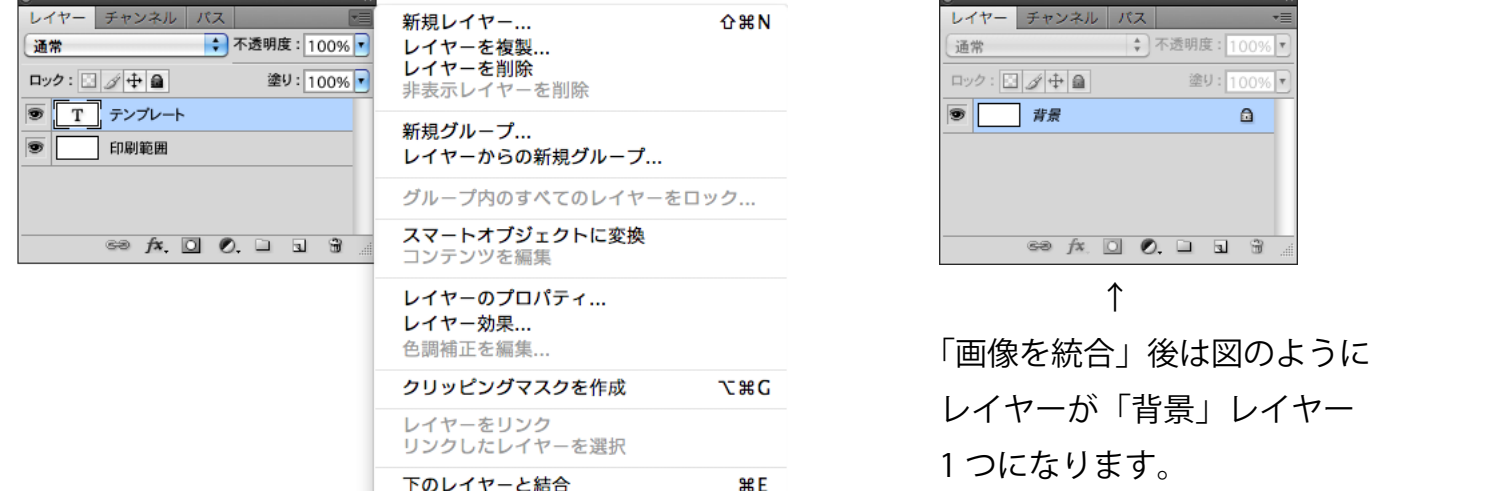 レイヤー チャンネル パス
通常 不透明度: 100%
ロック: 塗り: 100%
T テンプレート
印刷範囲
fx.
新規レイヤー... ⇧⌘N
レイヤーを複製...
レイヤーを削除
非表示レイヤーを削除
新規グループ...
レイヤーからの新規グループ...
グループ内のすべてのレイヤーをロック...
スマートオブジェクトに変換
コンテンツを編集
レイヤーのプロパティ...
レイヤー効果...
色調補正を編集...
クリッピングマスクを作成 ⌥⌘G
レイヤーをリンク
リンクしたレイヤーを選択
下のレイヤーと結合 ⌘E
レイヤー チャンネル パス
通常 不透明度: 100%
ロック: 塗り: 100%
背景
fx.
↑
「画像を統合」後は図のように
レイヤーが「背景」レイヤー
1 つになります。